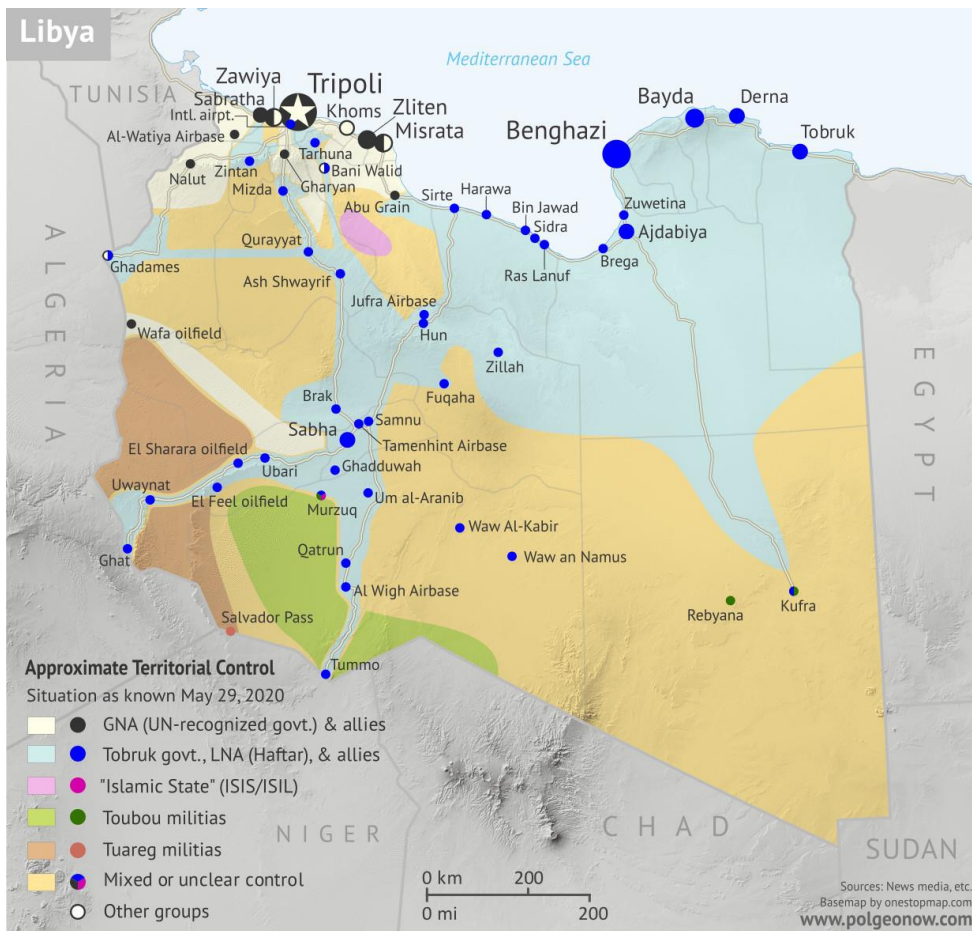 Libya
Mediterranean Sea
TUNISIA
Zawiya
Tripoli
Sabratha
Khoms
Zliten
Intl. airpt.
Misrata
Al-Watiya Airbase
Tarhuna
Zintan
Bani Walid
Nalut
Mizda
Gharyan
Abu Grain
Bayda
Derna
Benghazi
Tobruk
Sirte
Harawa
Bin Jawad
Sidra
Ras Lanuf
Zuwetina
Ajdabiya
Brega
ALGERIA
Ghadames
Qurayyat
Ash Shwayrif
Jufra Airbase
Hun
Wafa oilfield
Zillah
EGYPT
Fuqaha
Brak
Samnu
Sabha
Tamenhint Airbase
El Sharara oilfield
Ubari
Ghadduwah
Uwaynat
El Feel oilfield
Murzuq
Um al-Aranib
Waw Al-Kabir
Ghat
Qatrun
Waw an Namus
Al Wigh Airbase
Rebyana
Kufra
Salvador Pass
Tummo
Approximate Territorial Control
Situation as known May 29, 2020
GNA (UN-recognized govt.) & allies
Tobruk govt., LNA (Haftar), & allies
"Islamic State" (ISIS/ISIL)
Toubou militias
Tuareg militias
Mixed or unclear control
Other groups
NIGER
CHAD
SUDAN
0 km 200
0 mi 200
Sources: News media, etc.
Basemap by onestopmap.com
www.polgeonow.com